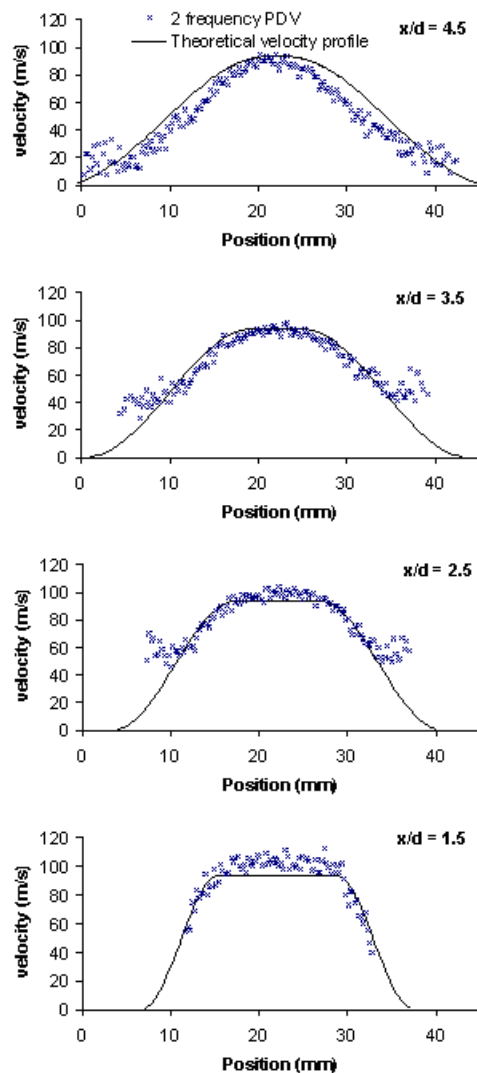 2 frequency PDV
Theoretical velocity profile
x/d = 4.5
velocity (m/s)
120
100
80
60
40
20
0
0 10 20 30 40
Position (mm)
x/d = 3.5
velocity (m/s)
120
100
80
60
40
20
0
0 10 20 30 40
Position (mm)
x/d = 2.5
velocity (m/s)
120
100
80
60
40
20
0
0 10 20 30 40
Position (mm)
x/d = 1.5
velocity (m/s)
120
100
80
60
40
20
0
0 10 20 30 40
Position (mm)